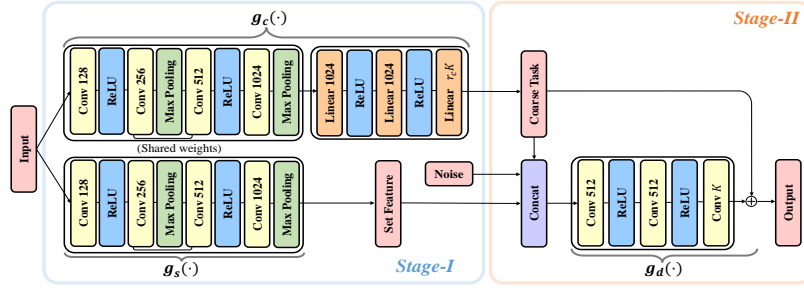 g_c(·)
Stage-II
Input
Conv 128
ReLU
Conv 256
Max Pooling
Conv 512
ReLU
Conv 1024
Max Pooling
Linear 1024
ReLU
Linear 1024
ReLU
Linear r_cK
Coarse Task
(Shared weights)
Conv 128
ReLU
Conv 256
Max Pooling
Conv 512
ReLU
Conv 1024
Max Pooling
Set Feature
Noise
Concat
Conv 512
ReLU
Conv 512
ReLU
Conv K
Output
g_s(·)
Stage-I
g_d(·)